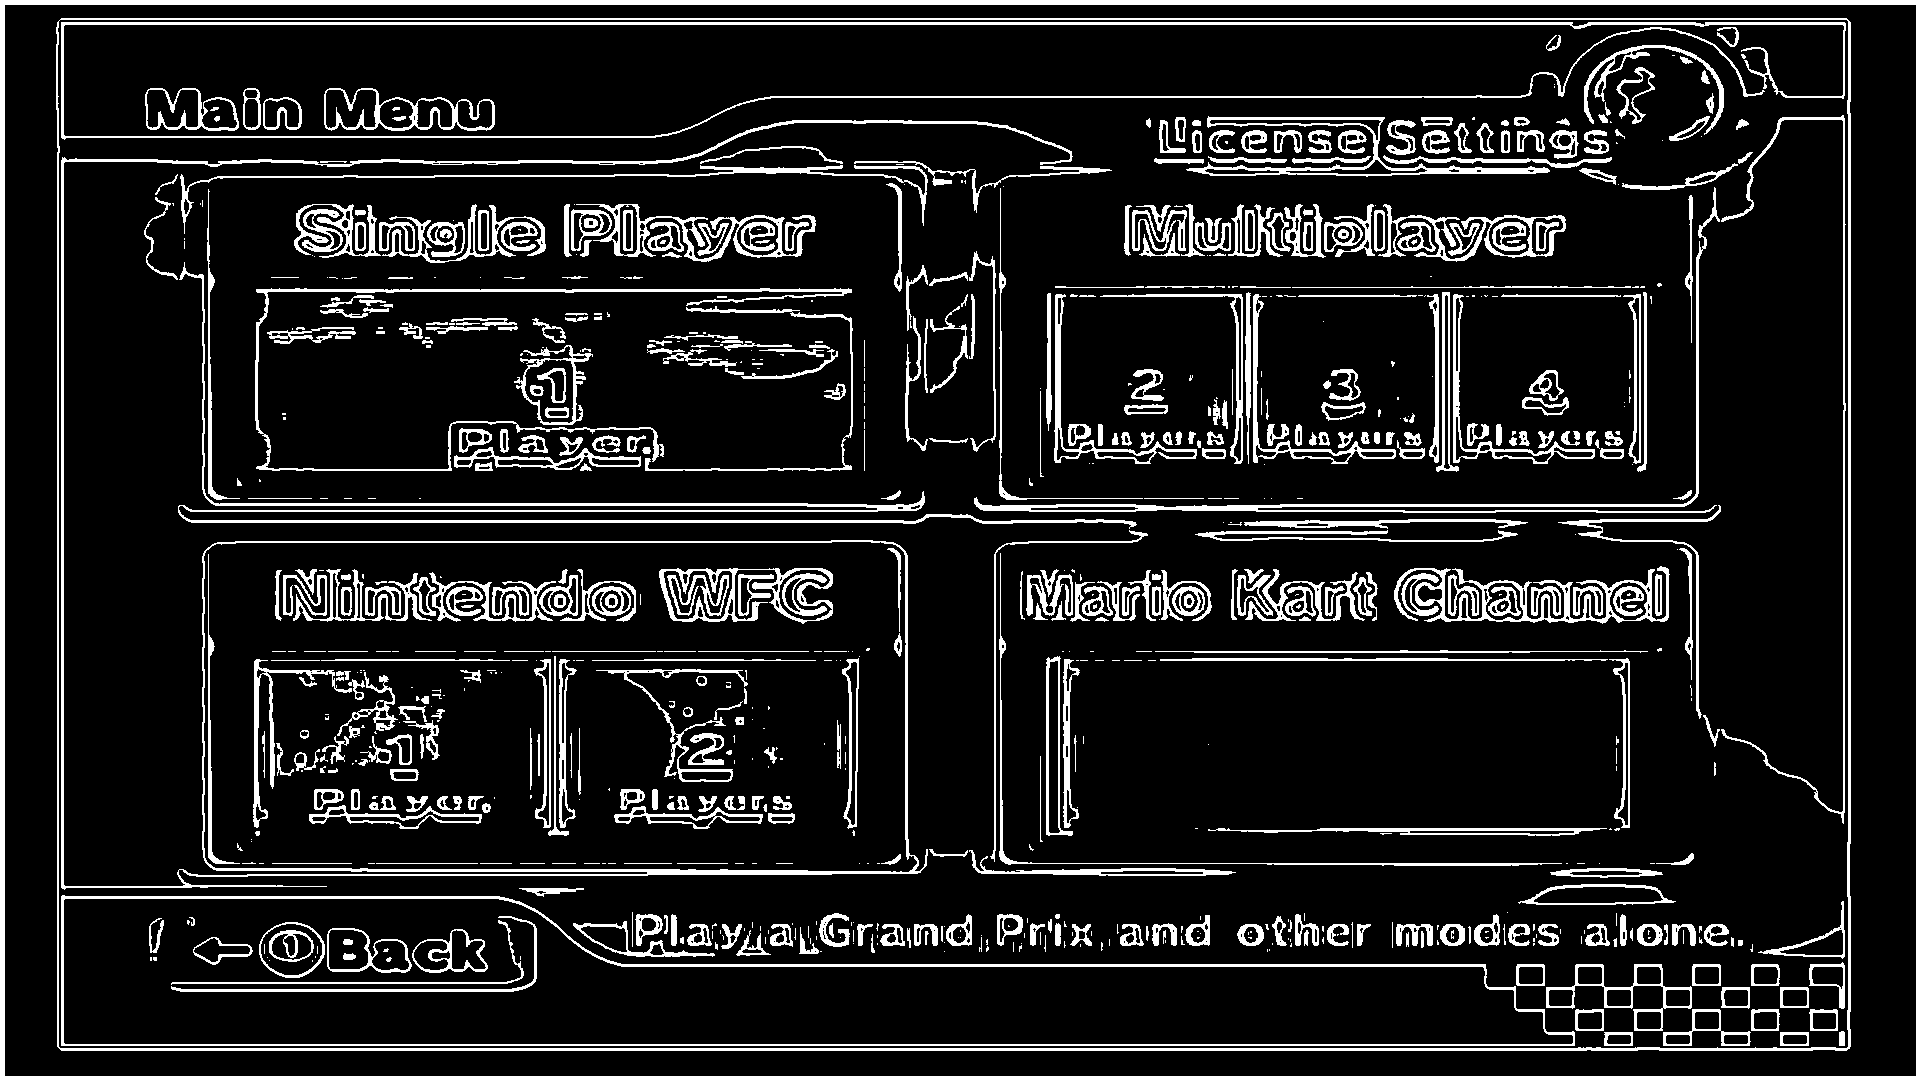 Main Menu
License Settings
Single Player
Multiplayer
1
Player
2
Players
3
Players
4
Players
Nintendo WFC
Mario Kart Channel
1
Player
2
Players
1 Back
Play a Grand Prix and other modes alone.